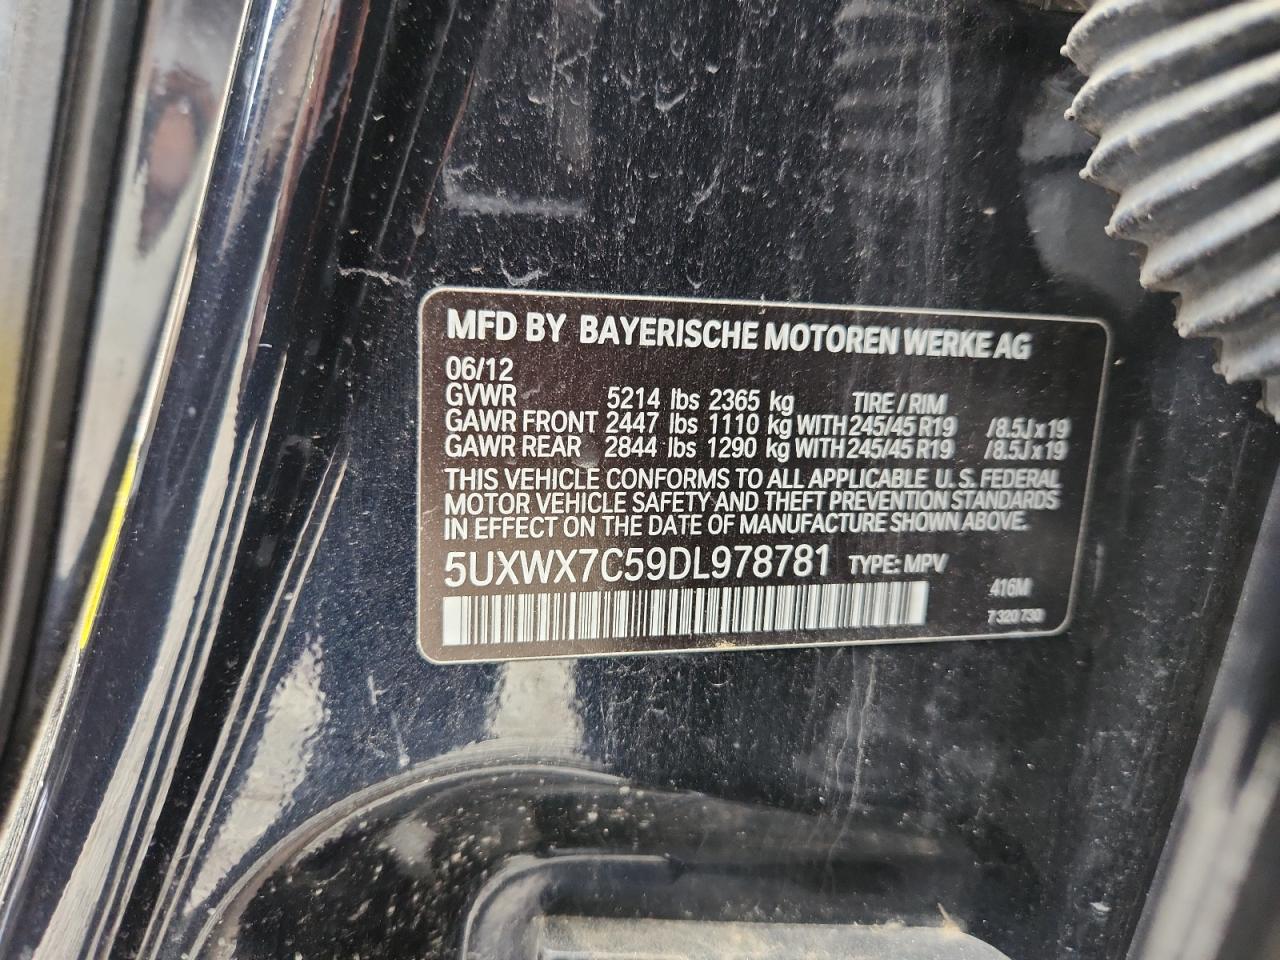 MFD BY BAYERISCHE MOTOREN WERKE AG
06/12
GVWR 5214 lbs 2365 kg TIRE / RIM
GAWR FRONT 2447 lbs 1110 kg WITH 245/45 R19 /8.5J x 19
GAWR REAR 2844 lbs 1290 kg WITH 245/45 R19 /8.5J x 19
THIS VEHICLE CONFORMS TO ALL APPLICABLE U. S. FEDERAL
MOTOR VEHICLE SAFETY AND THEFT PREVENTION STANDARDS
IN EFFECT ON THE DATE OF MANUFACTURE SHOWN ABOVE.
5UXWX7C59DL978781 TYPE: MPV
416M
7 320 730